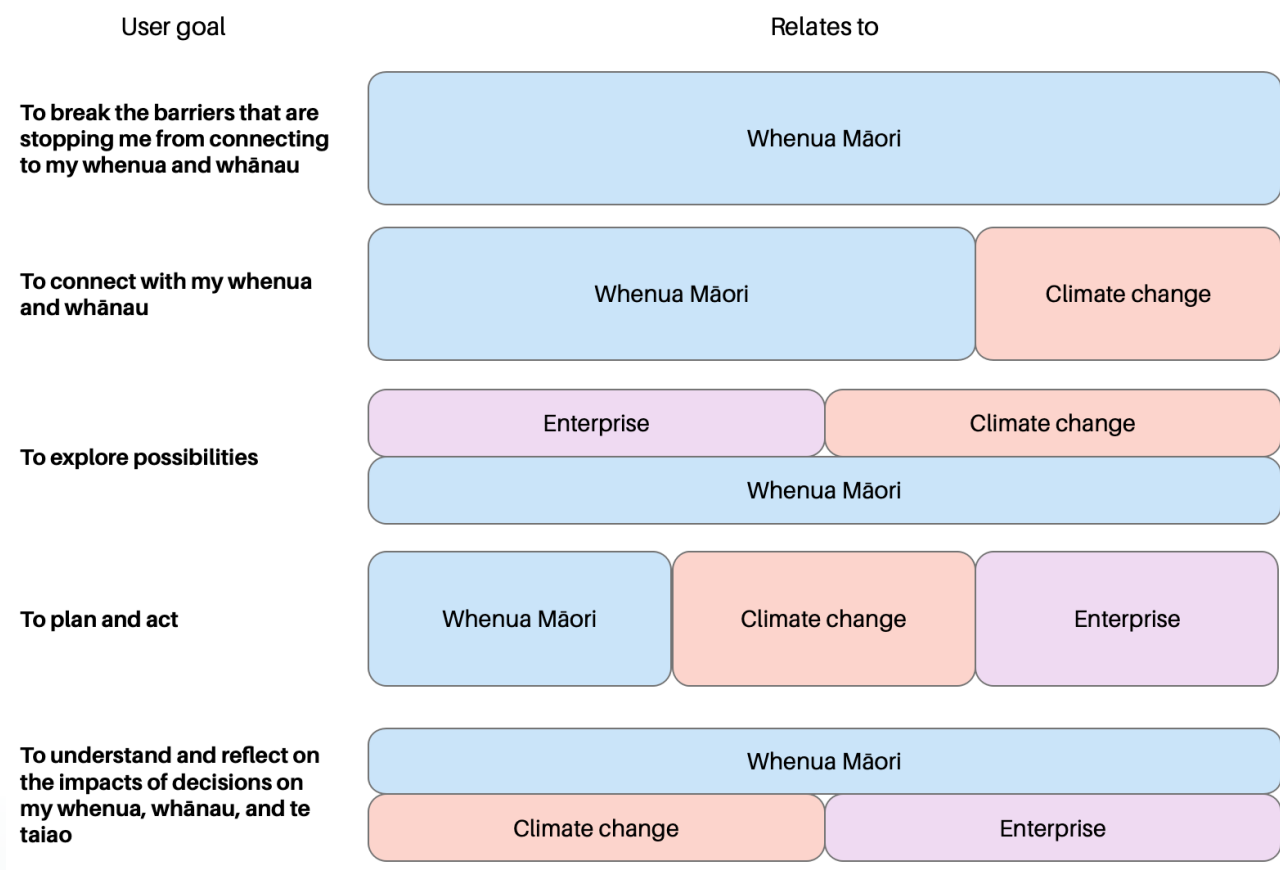 User goal
Relates to
To break the barriers that are
stopping me from connecting
to my whenua and whānau
Whenua Māori
To connect with my whenua
and whānau
Whenua Māori
Climate change
To explore possibilities
Enterprise
Climate change
Whenua Māori
To plan and act
Whenua Māori
Climate change
Enterprise
To understand and reflect on
the impacts of decisions on
my whenua, whānau, and te
taiao
Whenua Māori
Climate change
Enterprise